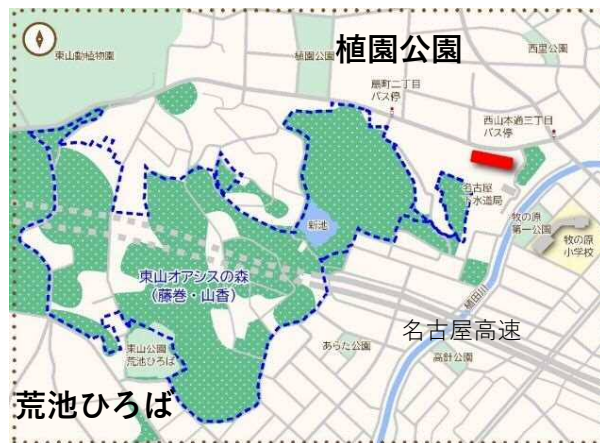 植園公園
東山動植物園
植園公園
西里公園
扇町二丁目
バス停
西山本通三丁目
バス停
名古屋
上下水道局
牧の原
第一公園
牧の原
小学校
新池
東山オアシスの森
(藤巻・山香)
植田川
名古屋高速
東山公園
荒池ひろば
あらた公園
高針公園
荒池ひろば